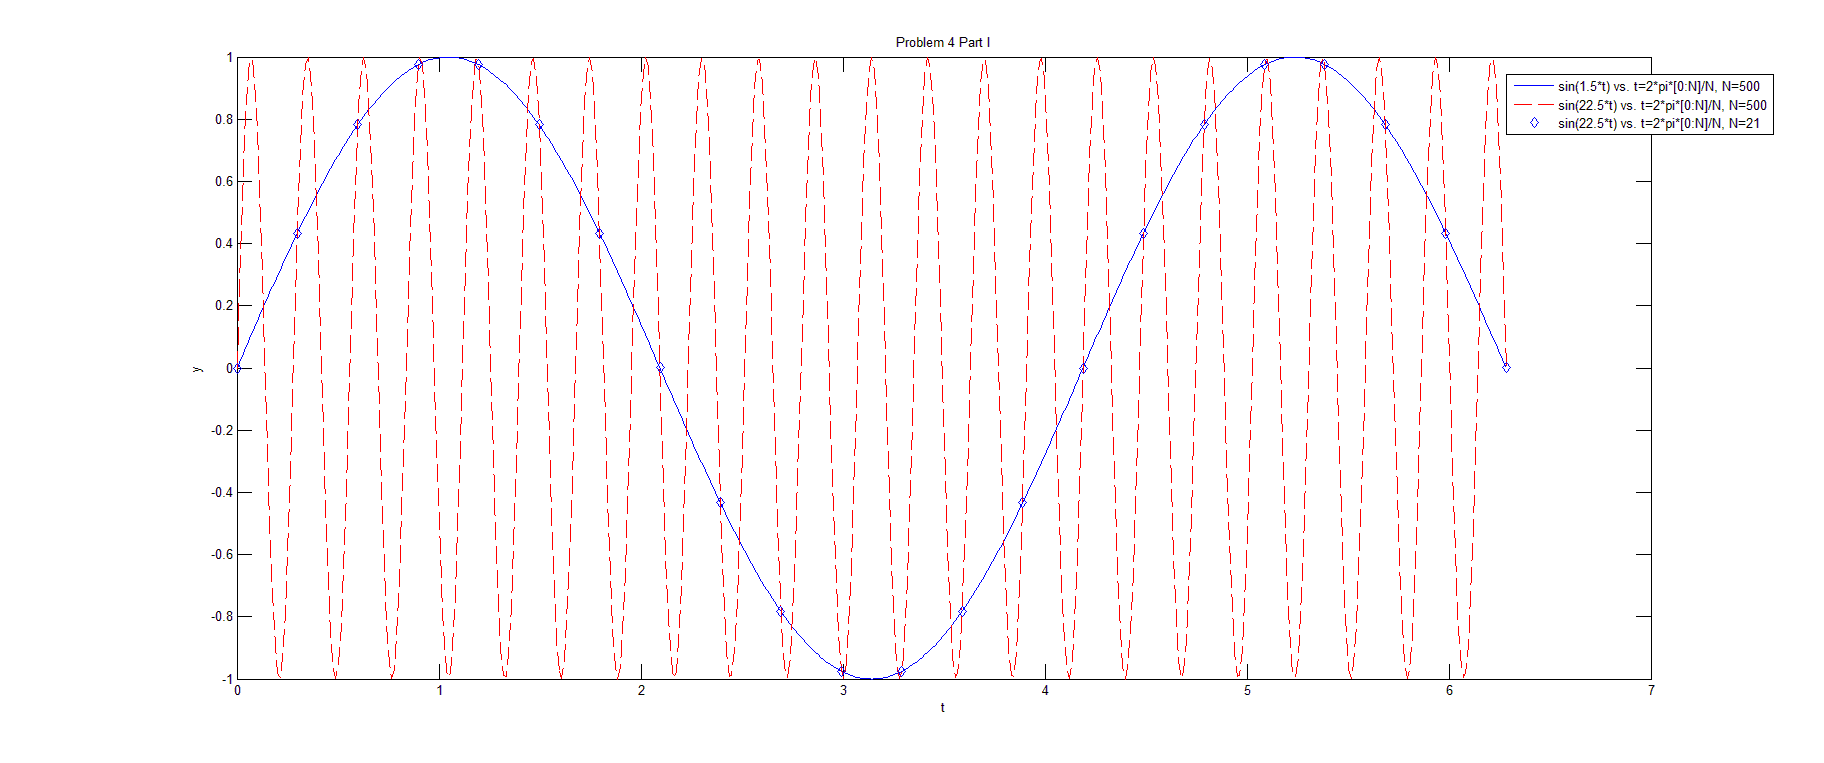 Problem 4 Part I
sin(1.5*t) vs. t=2*pi*[0:N]/N, N=500
sin(22.5*t) vs. t=2*pi*[0:N]/N, N=500
sin(22.5*t) vs. t=2*pi*[0:N]/N, N=21
1
0.8
0.6
0.4
0.2
0
-0.2
-0.4
-0.6
-0.8
-1
y
0 1 2 3 4 5 6 7
t